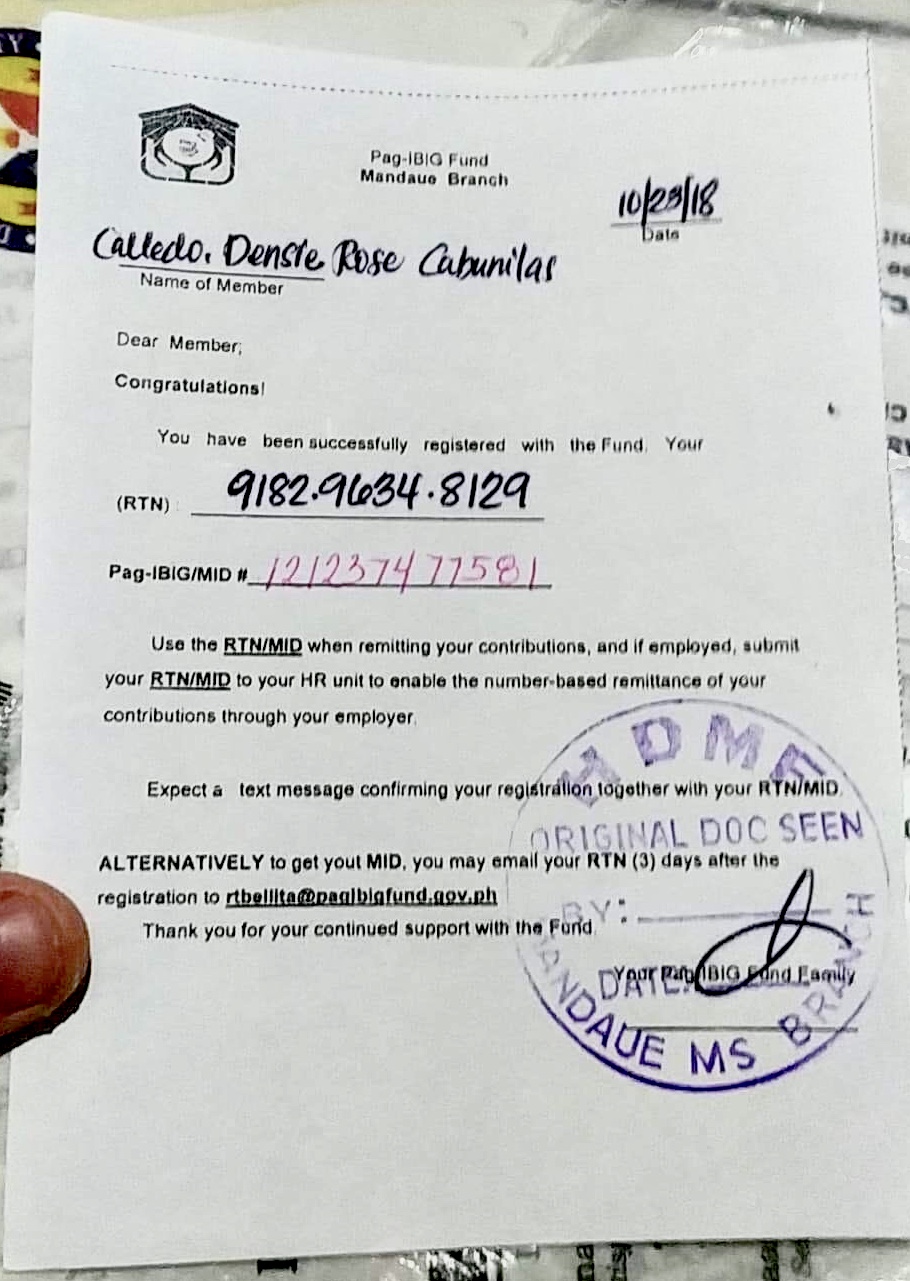 Pag-IBIG Fund
Mandaue Branch
10/23/18
Date
Calledo, Densie Rose Cabunilas
Name of Member
Dear Member;
Congratulations!
You have been successfully registered with the Fund. Your
(RTN) 9182.9634.8129
Pag-IBIG/MID # 121237477581
Use the RTN/MID when remitting your contributions, and if employed, submit
your RTN/MID to your HR unit to enable the number-based remittance of your
contributions through your employer.
Expect a text message confirming your registration together with your RTN/MID.
ALTERNATIVELY to get yout MID, you may email your RTN (3) days after the
registration to rtbellita@pagibigfund.gov.ph
Thank you for your continued support with the Fund.
Your Pag-IBIG Fund Family
HDMF
ORIGINAL DOC SEEN
BY:
DATE:
MANDAUE MS BRANCH